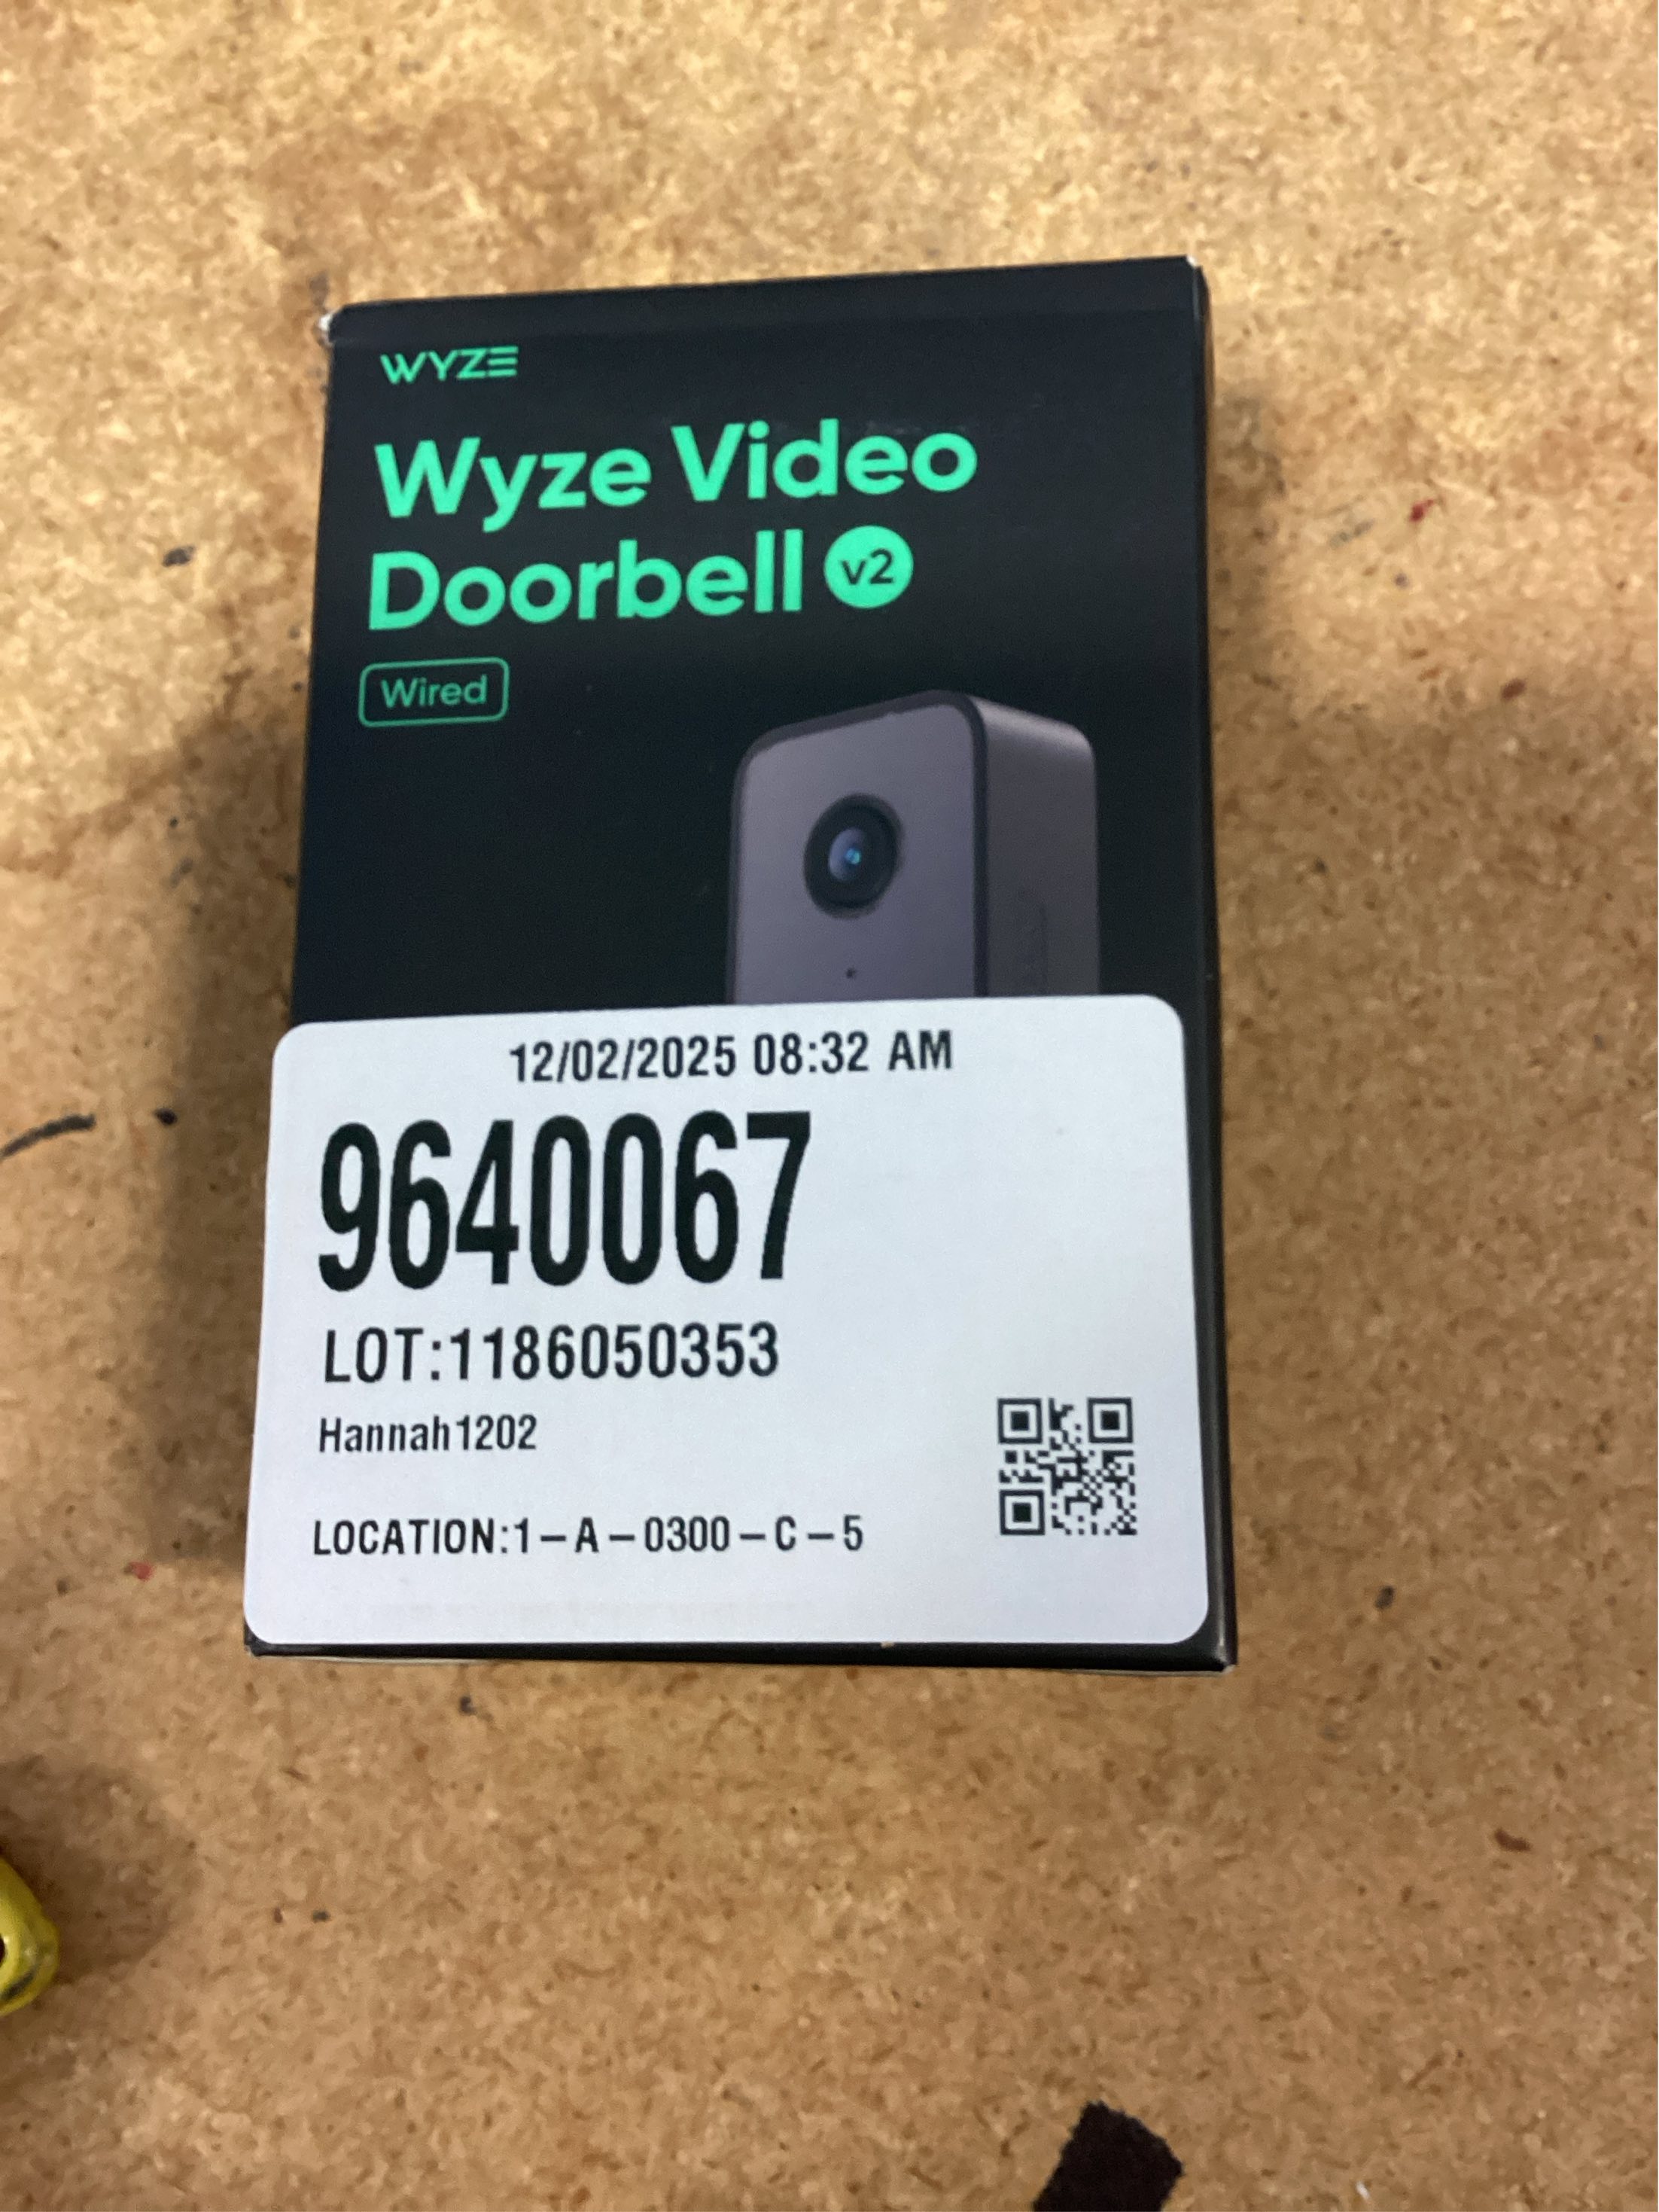 WYZE
Wyze Video
Doorbell v2
Wired
12/02/2025 08:32 AM
9640067
LOT:1186050353
Hannah1202
LOCATION:1-A-0300-C-5